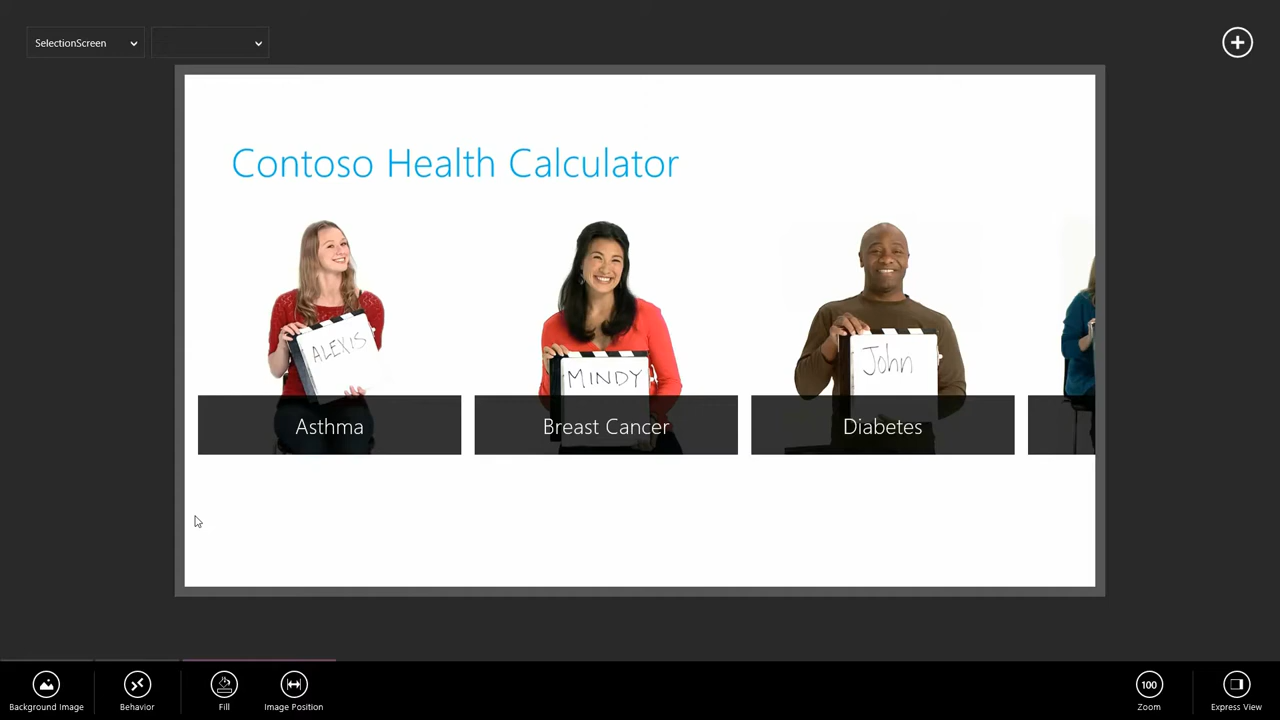 SelectionScreen
Contoso Health Calculator
ALEXIS
MINDY
John
Asthma
Breast Cancer
Diabetes
Background Image
Behavior
Fill
Image Position
100
Zoom
Express View